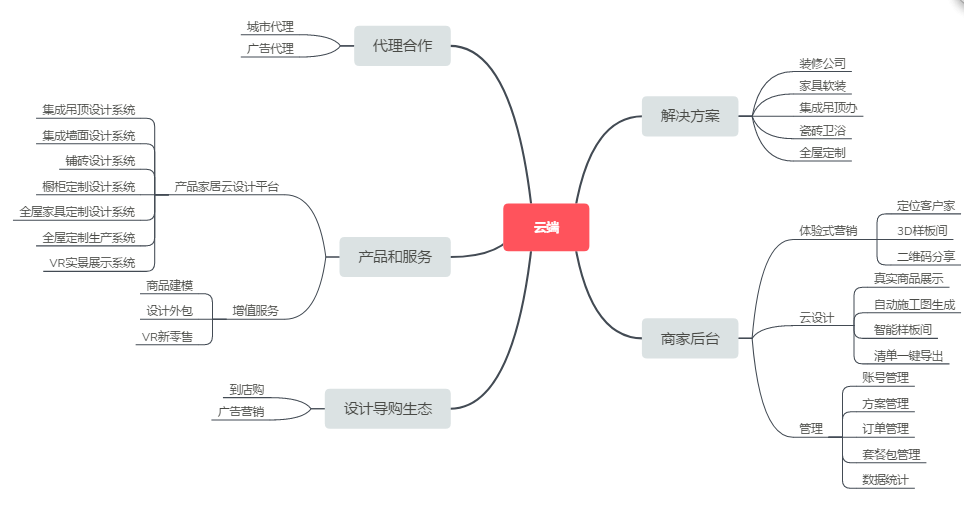 云端
代理合作
城市代理
广告代理
产品和服务
产品家居云设计平台
集成吊顶设计系统
集成墙面设计系统
铺砖设计系统
橱柜定制设计系统
全屋家具定制设计系统
全屋定制生产系统
VR实景展示系统
增值服务
商品建模
设计外包
VR新零售
设计导购生态
到店购
广告营销
解决方案
装修公司
家具软装
集成吊顶办
瓷砖卫浴
全屋定制
商家后台
体验式营销
定位客户家
3D样板间
二维码分享
云设计
真实商品展示
自动施工图生成
智能样板间
清单一键导出
管理
账号管理
方案管理
订单管理
套餐包管理
数据统计